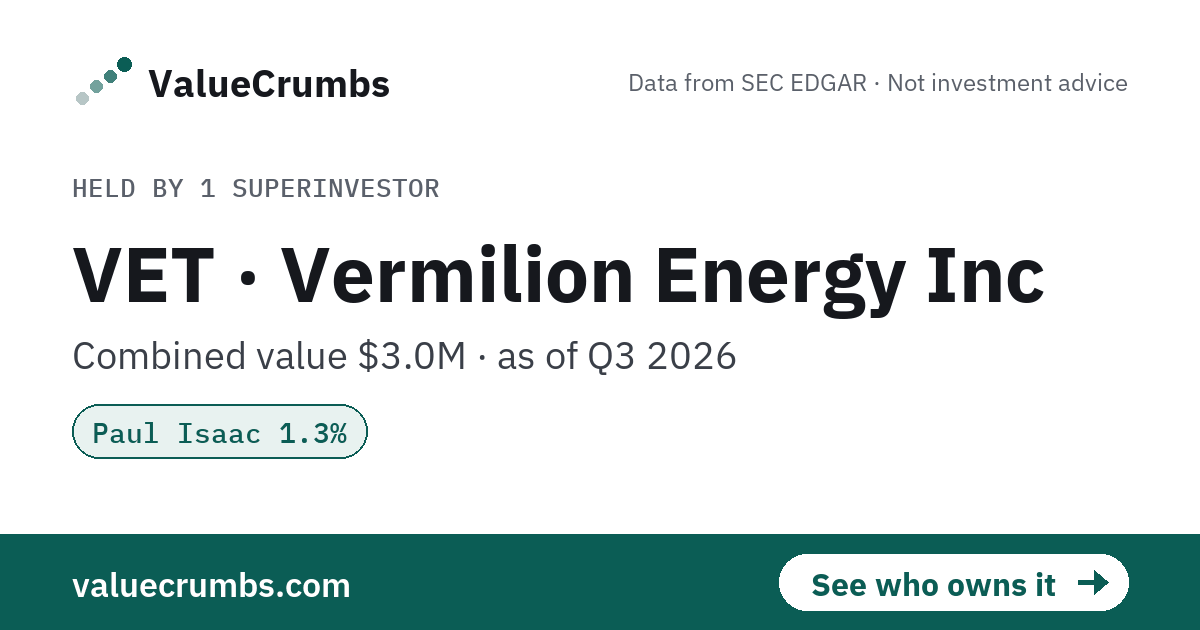 ValueCrumbs
Data from SEC EDGAR · Not investment advice
HELD BY 1 SUPERINVESTOR
VET · Vermilion Energy Inc
Combined value $3.0M · as of Q3 2026
Paul Isaac 1.3%
valuecrumbs.com
See who owns it →